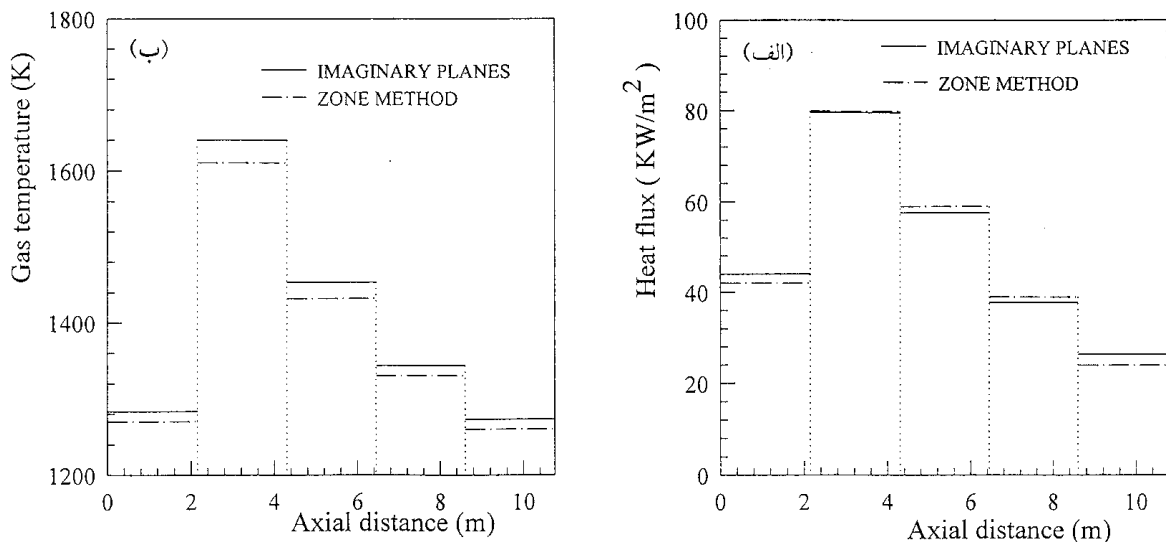 (ب)
IMAGINARY PLANES
ZONE METHOD
Gas temperature (K)
1800
1600
1400
1200
0 2 4 6 8 10
Axial distance (m)
(الف)
IMAGINARY PLANES
ZONE METHOD
Heat flux ( KW/m²)
100
80
60
40
20
0
0 2 4 6 8 10
Axial distance (m)